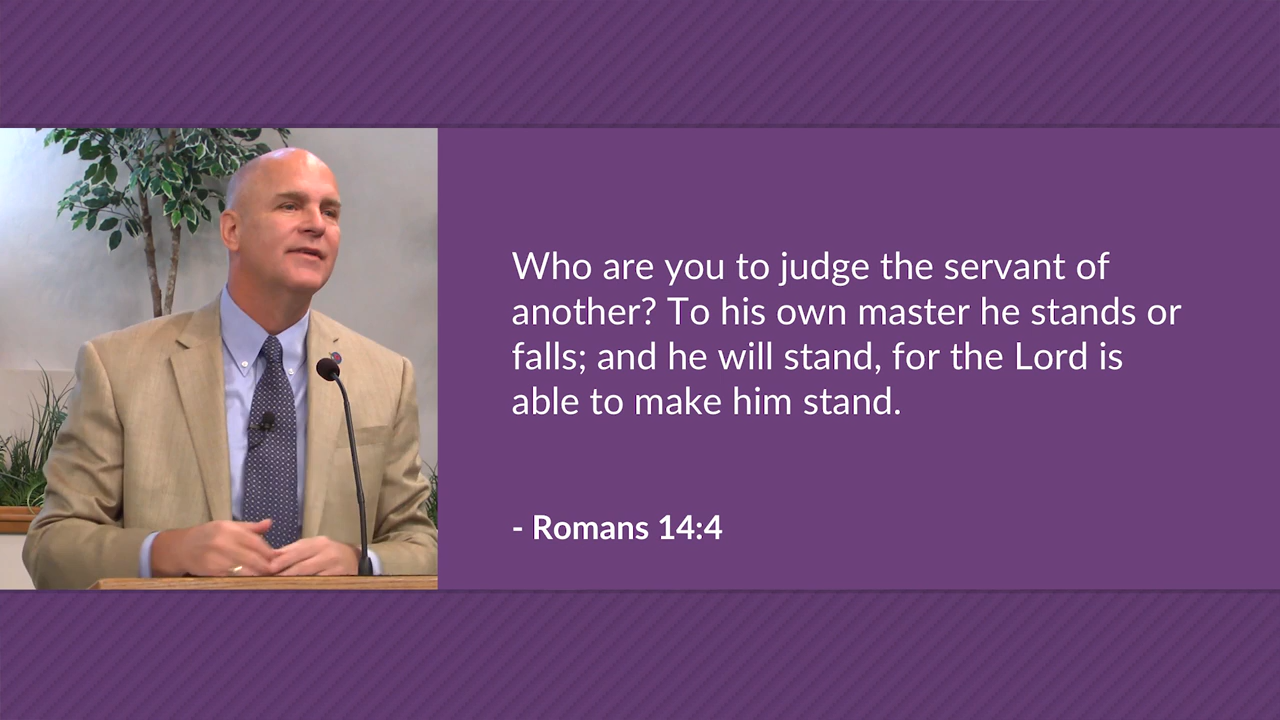 Who are you to judge the servant of
another? To his own master he stands or
falls; and he will stand, for the Lord is
able to make him stand.
- Romans 14:4